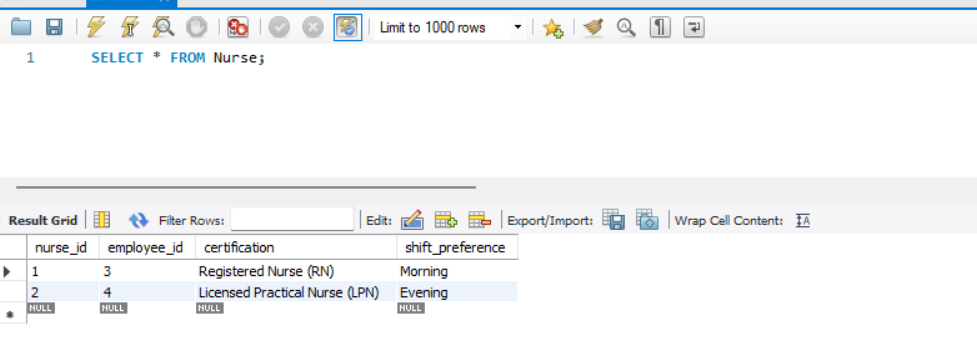 Limit to 1000 rows
1 SELECT * FROM Nurse;
Result Grid Filter Rows: Edit: Export/Import: Wrap Cell Content:
nurse_id employee_id certification shift_preference
1 3 Registered Nurse (RN) Morning
2 4 Licensed Practical Nurse (LPN) Evening
NULL NULL NULL NULL